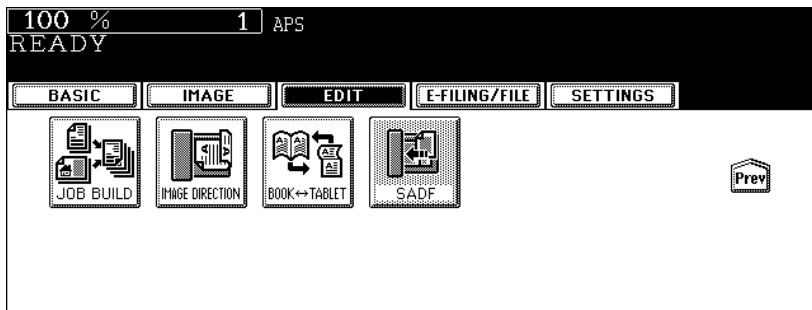 100 % 1 APS
READY
BASIC IMAGE EDIT E-FILING/FILE SETTINGS
JOB BUILD IMAGE DIRECTION BOOK↔TABLET SADF
Prev